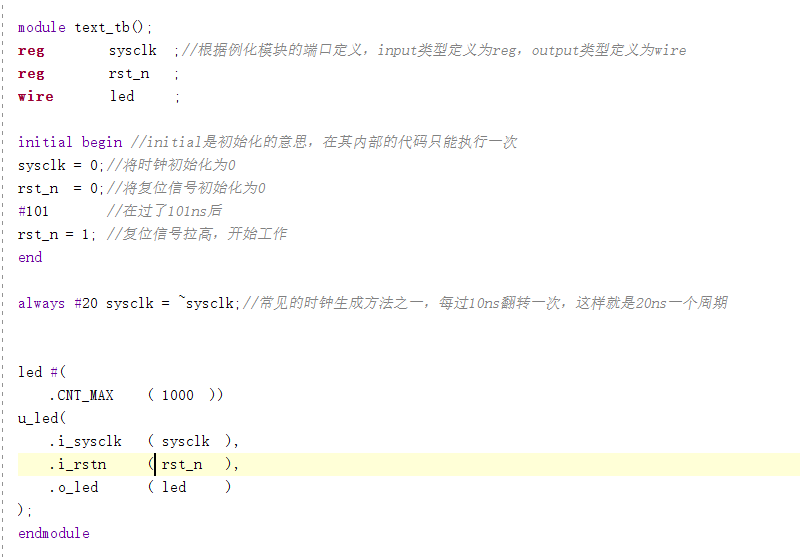 module text_tb();
reg sysclk ;//根据例化模块的端口定义，input类型定义为reg，output类型定义为wire
reg rst_n ;
wire led ;
initial begin //initial是初始化的意思，在其内部的代码只能执行一次
sysclk = 0;//将时钟初始化为0
rst_n = 0;//将复位信号初始化为0
#101 //在过了101ns后
rst_n = 1; //复位信号拉高，开始工作
end
always #20 sysclk = ~sysclk;//常见的时钟生成方法之一，每过10ns翻转一次，这样就是20ns一个周期
led #(
.CNT_MAX ( 1000 ))
u_led(
.i_sysclk ( sysclk ),
.i_rstn ( rst_n ),
.o_led ( led )
);
endmodule